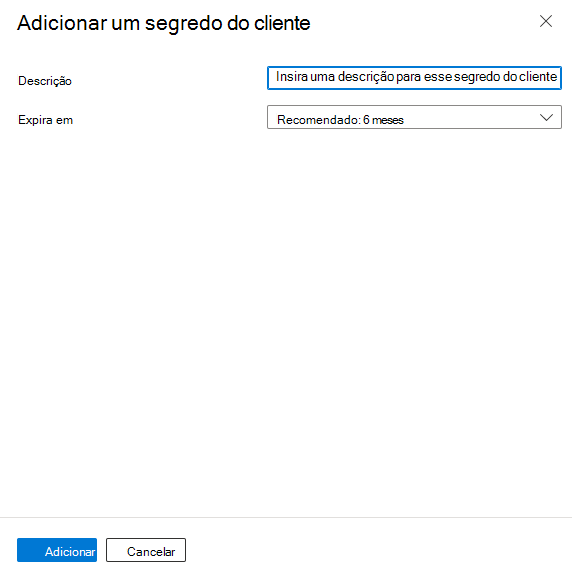 Adicionar um segredo do cliente
Descrição
Insira uma descrição para esse segredo do cliente
Expira em
Recomendado: 6 meses
Adicionar
Cancelar